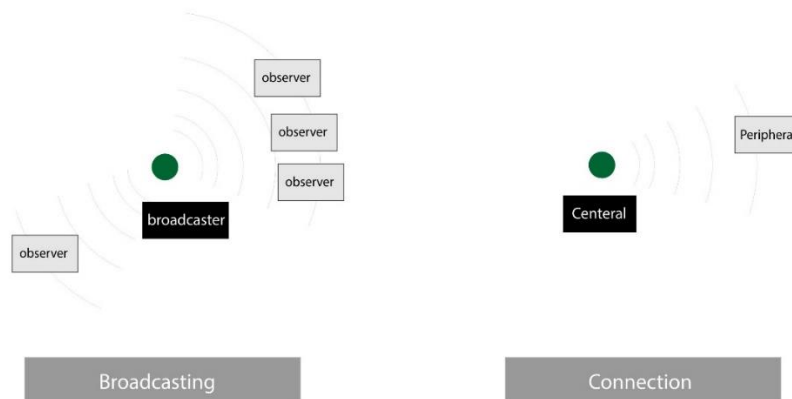 observer
observer
observer
broadcaster
observer
Broadcasting
Periphera
Centeral
Connection